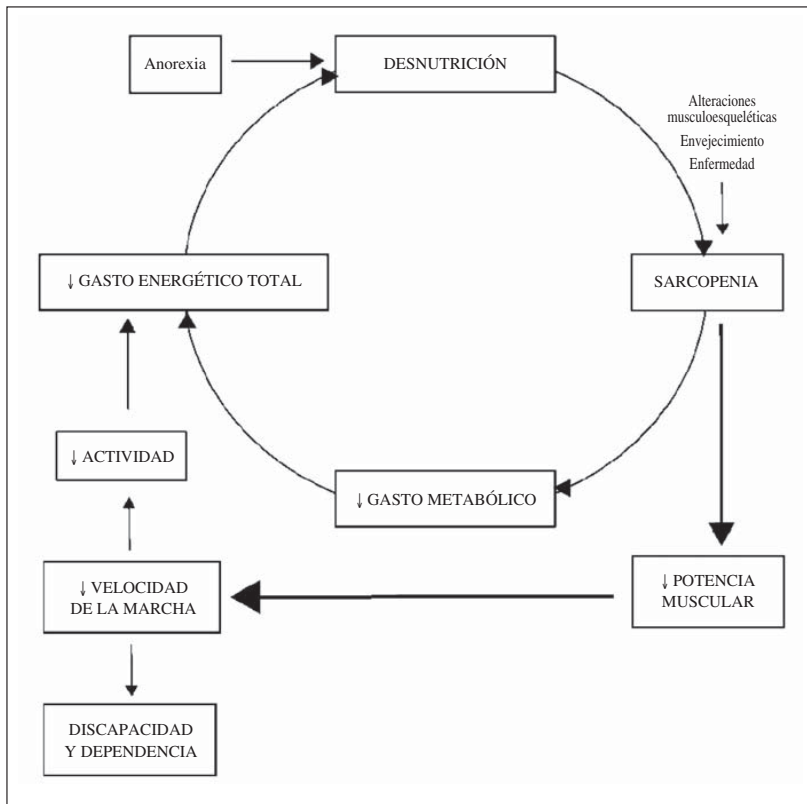 Anorexia
DESNUTRICIÓN
Alteraciones
musculoesqueléticas
Envejecimiento
Enfermedad
↓ GASTO ENERGÉTICO TOTAL
SARCOPENIA
↓ ACTIVIDAD
↓ GASTO METABÓLICO
↓ VELOCIDAD
DE LA MARCHA
↓ POTENCIA
MUSCULAR
DISCAPACIDAD
Y DEPENDENCIA